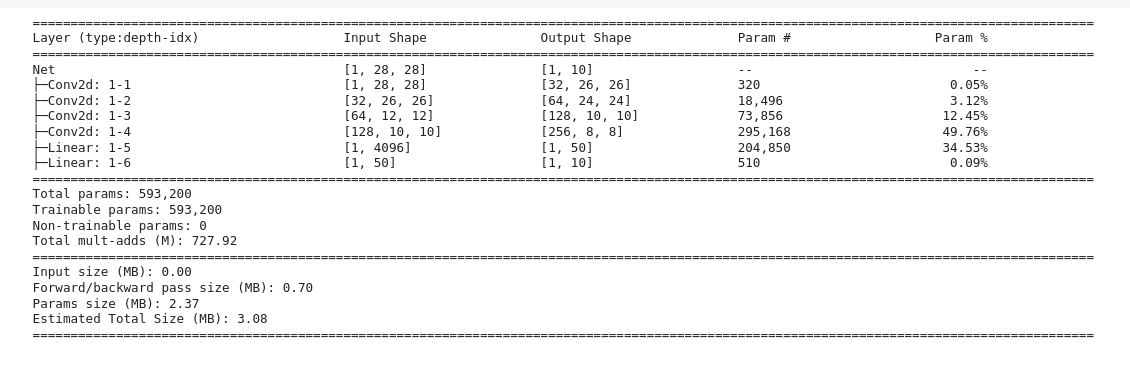 ============================================================================================================================================
Layer (type:depth-idx)                   Input Shape               Output Shape              Param #                   Param %
============================================================================================================================================
Net                                      [1, 28, 28]               [1, 10]                   --                             --
├─Conv2d: 1-1                            [1, 28, 28]               [32, 26, 26]              320                         0.05%
├─Conv2d: 1-2                            [32, 26, 26]              [64, 24, 24]              18,496                      3.12%
├─Conv2d: 1-3                            [64, 12, 12]              [128, 10, 10]             73,856                     12.45%
├─Conv2d: 1-4                            [128, 10, 10]             [256, 8, 8]               295,168                    49.76%
├─Linear: 1-5                            [1, 4096]                 [1, 50]                   204,850                    34.53%
├─Linear: 1-6                            [1, 50]                   [1, 10]                   510                         0.09%
============================================================================================================================================
Total params: 593,200
Trainable params: 593,200
Non-trainable params: 0
Total mult-adds (M): 727.92
============================================================================================================================================
Input size (MB): 0.00
Forward/backward pass size (MB): 0.70
Params size (MB): 2.37
Estimated Total Size (MB): 3.08
============================================================================================================================================